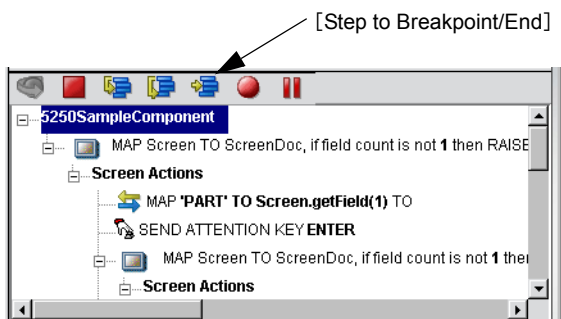 ［Step to Breakpoint/End］
5250SampleComponent
MAP Screen TO ScreenDoc, if field count is not 1 then RAISE
Screen Actions
MAP 'PART' TO Screen.getField(1) TO
SEND ATTENTION KEY ENTER
MAP Screen TO ScreenDoc, if field count is not 1 the
Screen Actions